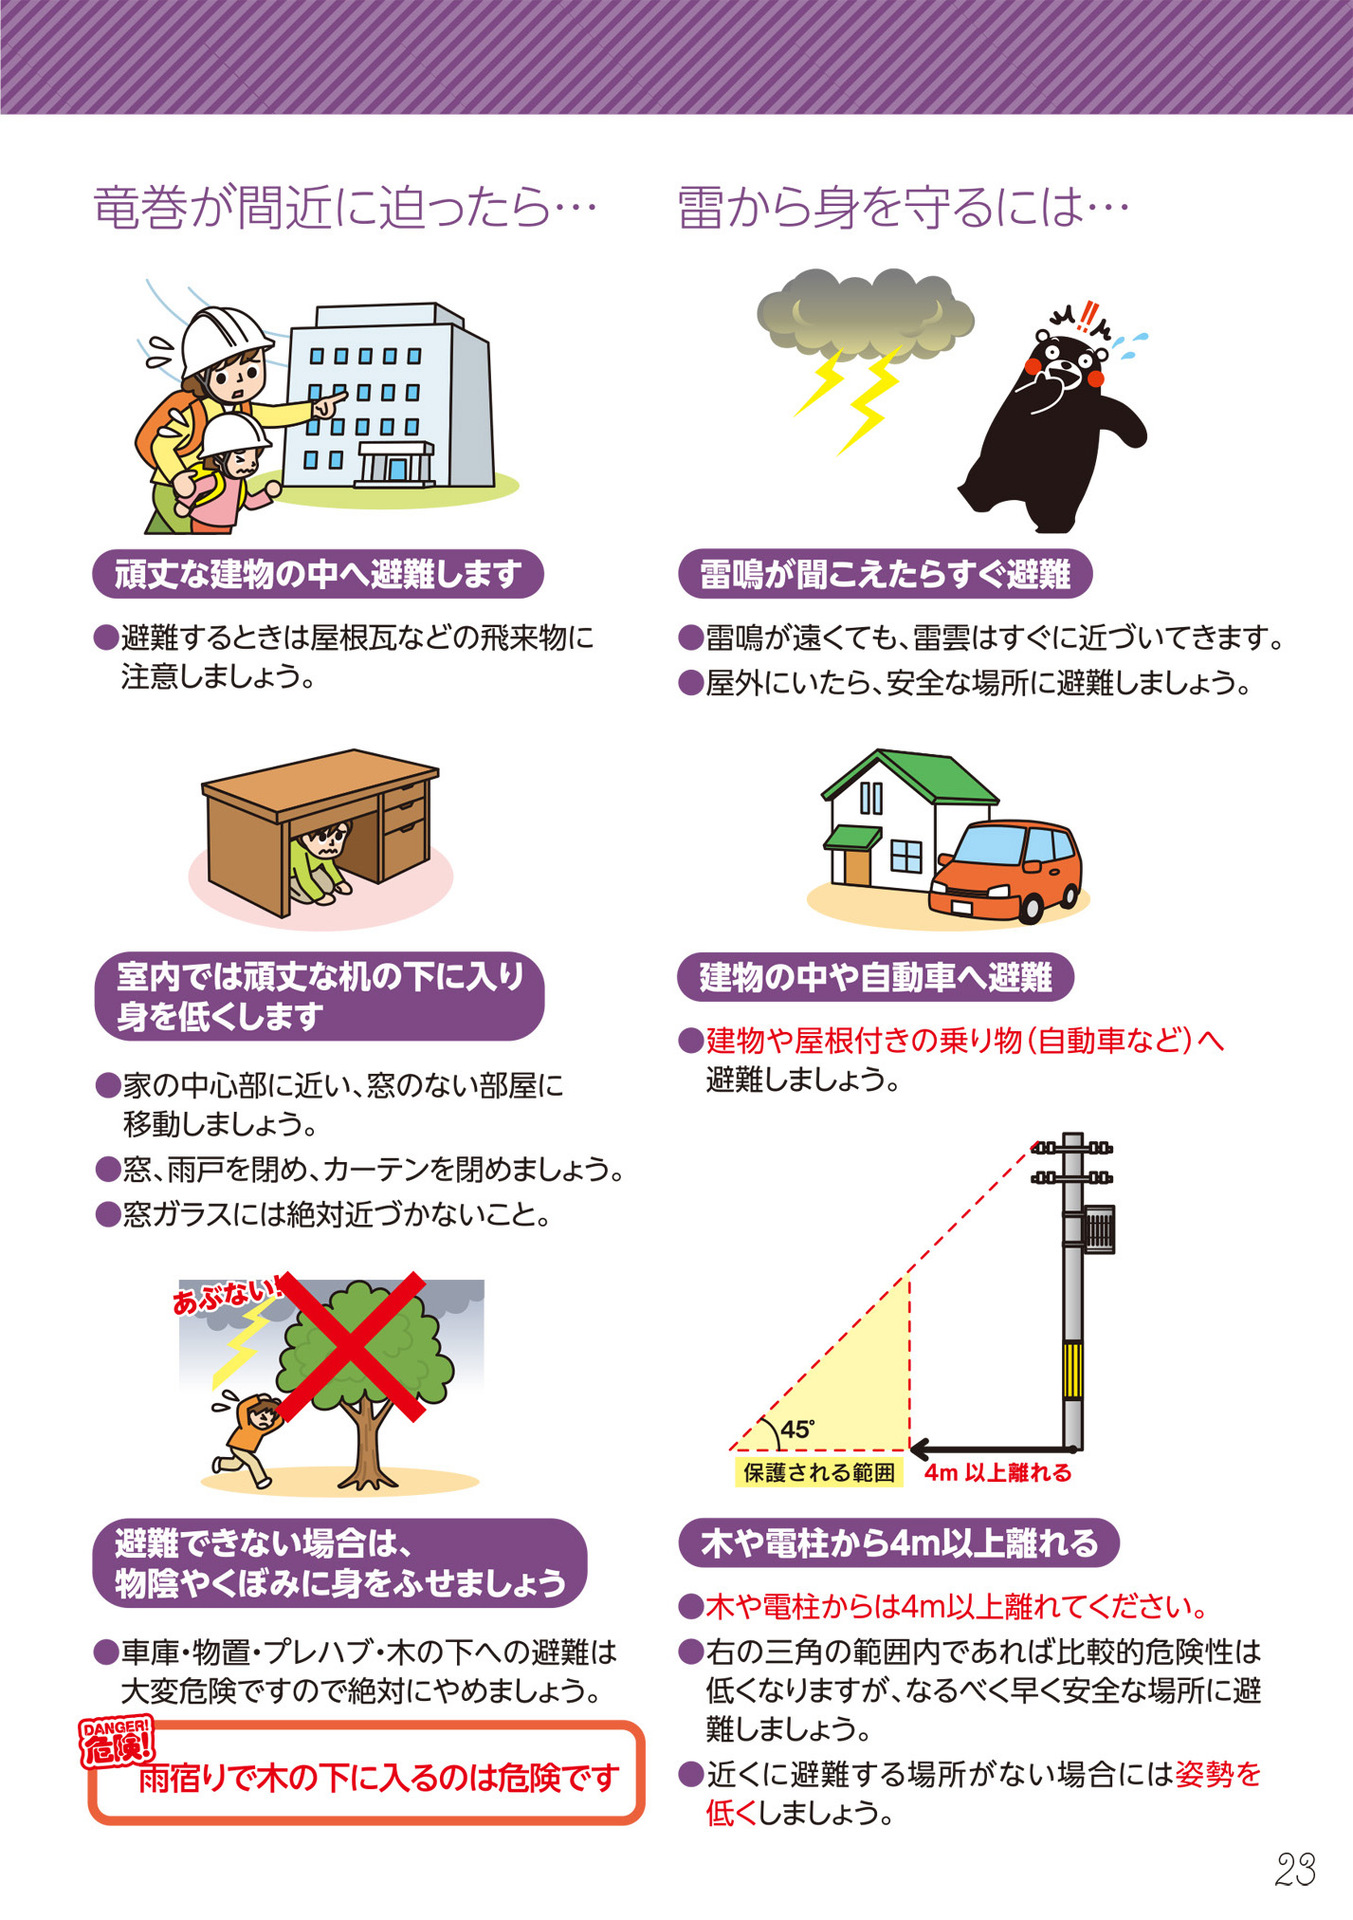 竜巻が間近に迫ったら…
頑丈な建物の中へ避難します
●避難するときは屋根瓦などの飛来物に
注意しましょう。
室内では頑丈な机の下に入り
身を低くします
●家の中心部に近い、窓のない部屋に
移動しましょう。
●窓、雨戸を閉め、カーテンを閉めましょう。
●窓ガラスには絶対近づかないこと。
あぶない!
避難できない場合は、
物陰やくぼみに身をふせましょう
●車庫・物置・プレハブ・木の下への避難は
大変危険ですので絶対にやめましょう。
DANGER!
危険!
雨宿りで木の下に入るのは危険です
雷から身を守るには…
!!
雷鳴が聞こえたらすぐ避難
●雷鳴が遠くても、雷雲はすぐに近づいてきます。
●屋外にいたら、安全な場所に避難しましょう。
建物の中や自動車へ避難
●建物や屋根付きの乗り物（自動車など）へ
避難しましょう。
45°
保護される範囲
4m 以上離れる
木や電柱から4m以上離れる
●木や電柱からは4m以上離れてください。
●右の三角の範囲内であれば比較的危険性は
低くなりますが、なるべく早く安全な場所に避
難しましょう。
●近くに避難する場所がない場合には姿勢を
低くしましょう。
23